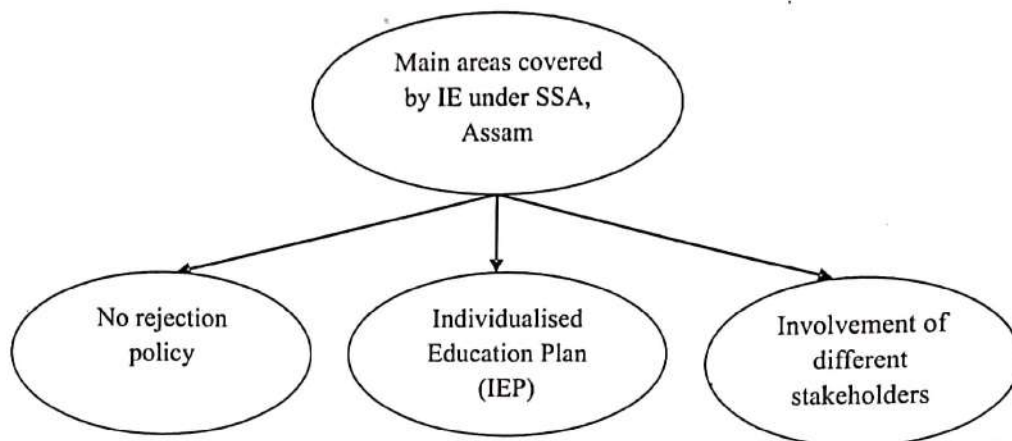 Main areas covered
by IE under SSA,
Assam
No rejection
policy
Individualised
Education Plan
(IEP)
Involvement of
different
stakeholders